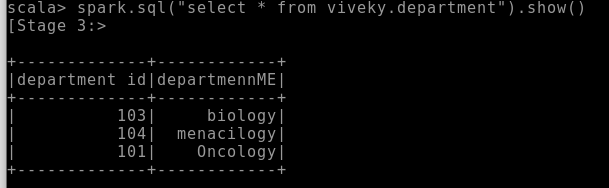 scala> spark.sql("select * from viveky.department").show()
[Stage 3:>
+-------------+------------+
|department id|departmennME|
+-------------+------------+
|          103|     biology|
|          104|  menacilogy|
|          101|    Oncology|
+-------------+------------+